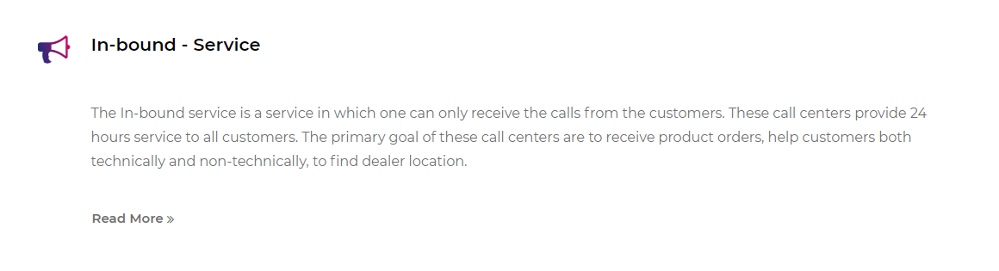 In-bound - Service
The In-bound service is a service in which one can only receive the calls from the customers. These call centers provide 24
hours service to all customers. The primary goal of these call centers are to receive product orders, help customers both
technically and non-technically, to find dealer location.
Read More »